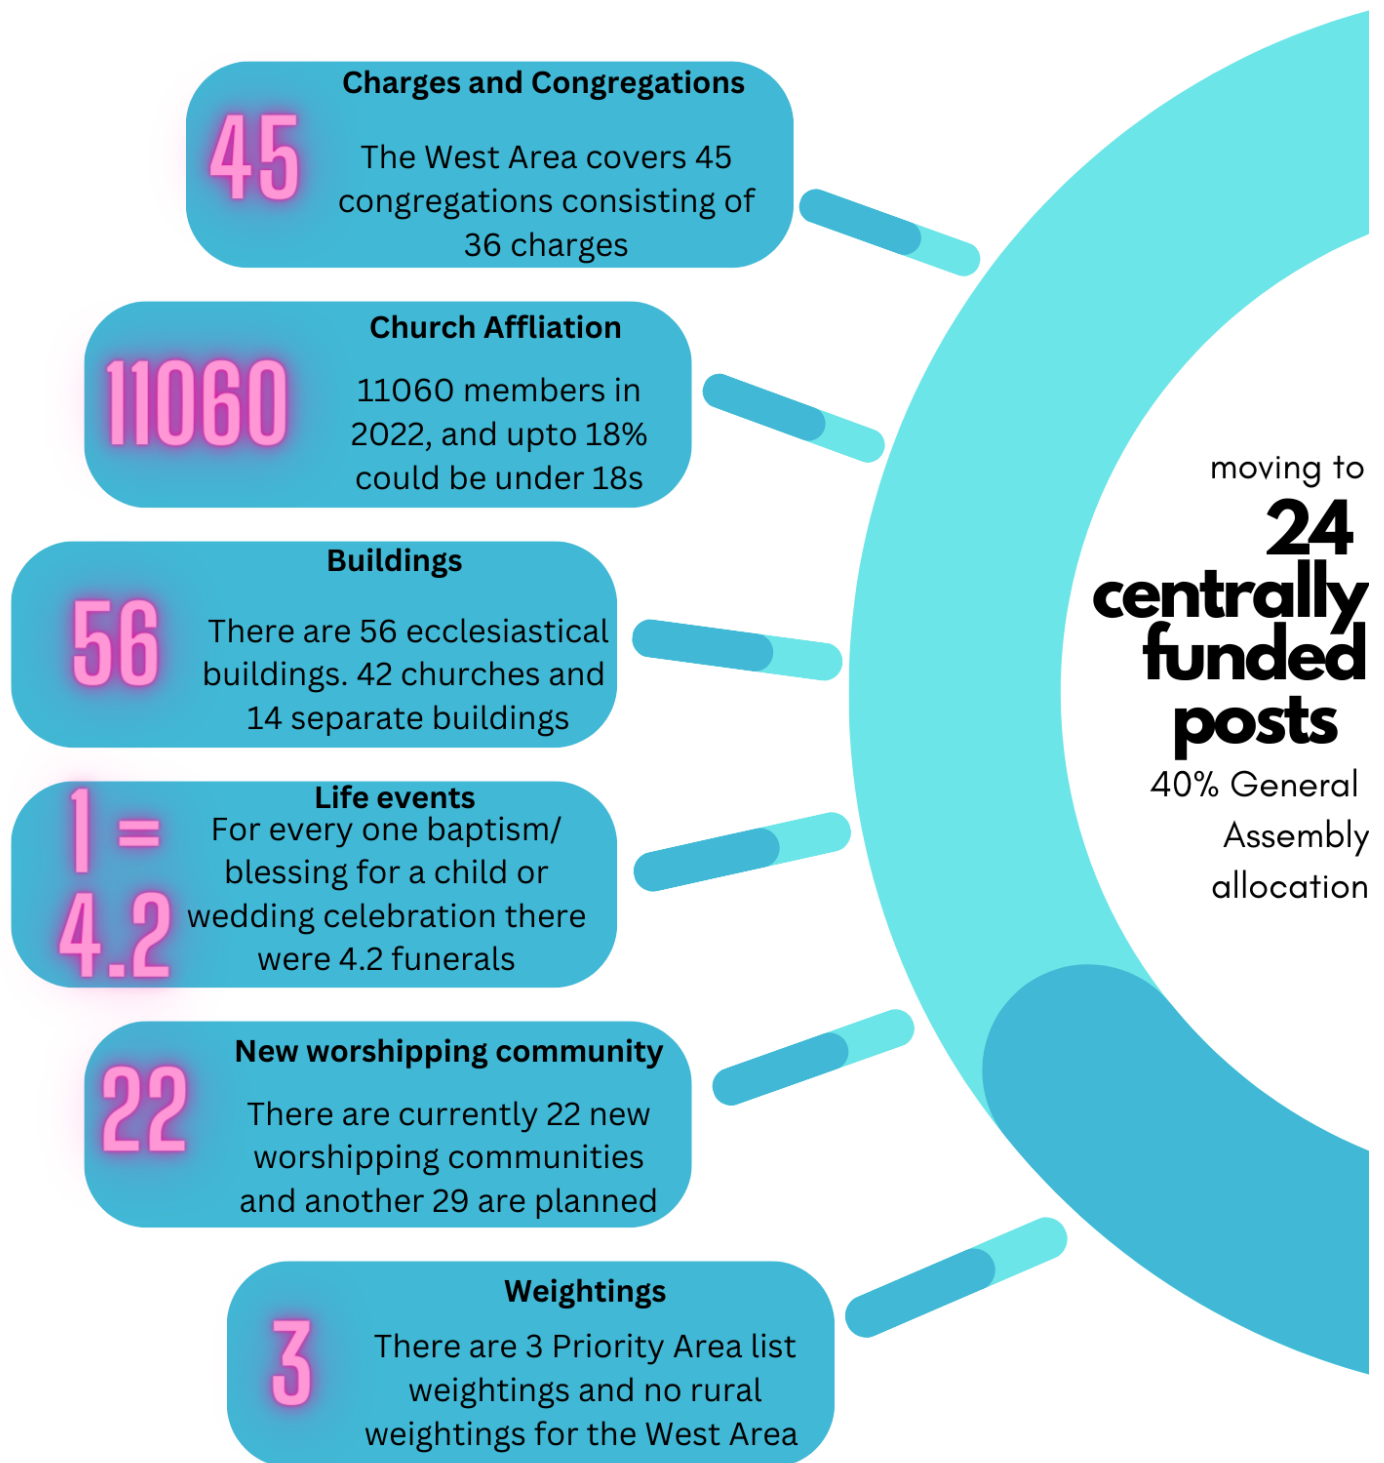 Charges and Congregations
45
The West Area covers 45
congregations consisting of
36 charges
Church Affliation
11060
11060 members in
2022, and upto 18%
could be under 18s
Buildings
56
There are 56 ecclesiastical
buildings. 42 churches and
14 separate buildings
Life events
1 =
4.2
For every one baptism/
blessing for a child or
wedding celebration there
were 4.2 funerals
New worshipping community
22
There are currently 22 new
worshipping communities
and another 29 are planned
Weightings
3
There are 3 Priority Area list
weightings and no rural
weightings for the West Area
moving to
24
centrally
funded
posts
40% General
Assembly
allocation